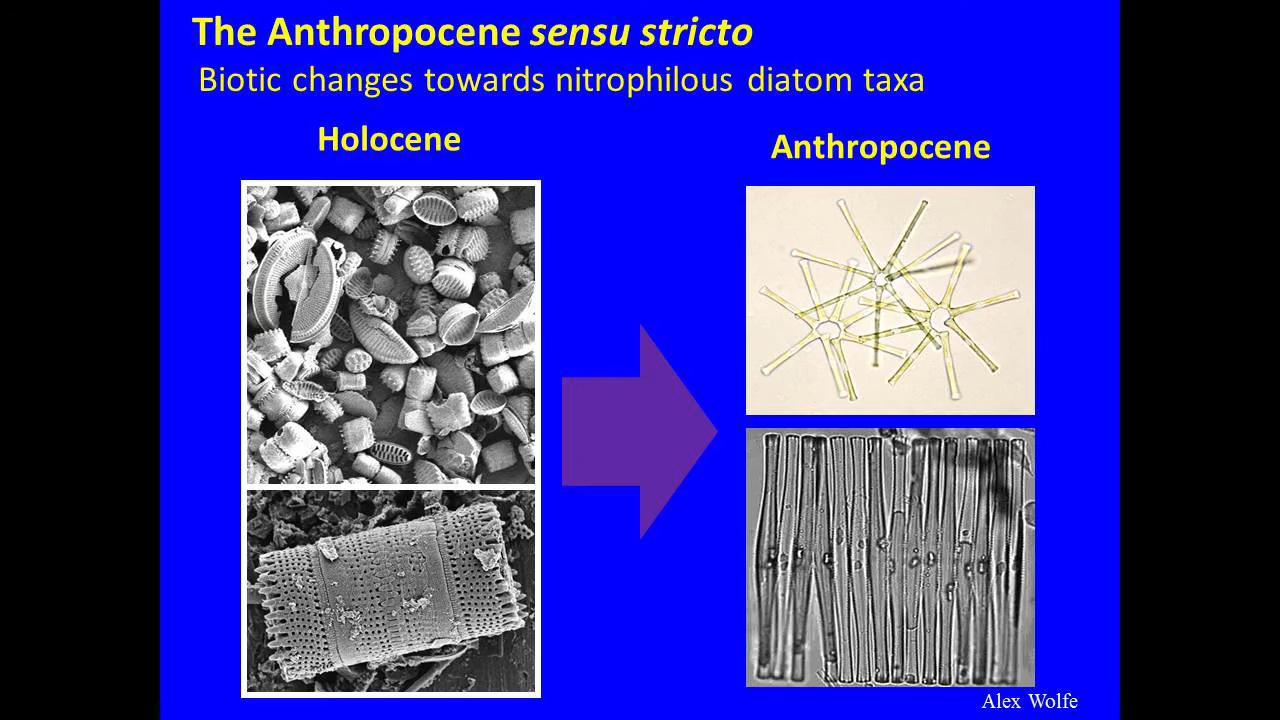 The Anthropocene sensu stricto
Biotic changes towards nitrophilous diatom taxa
Holocene
Anthropocene
Alex Wolfe